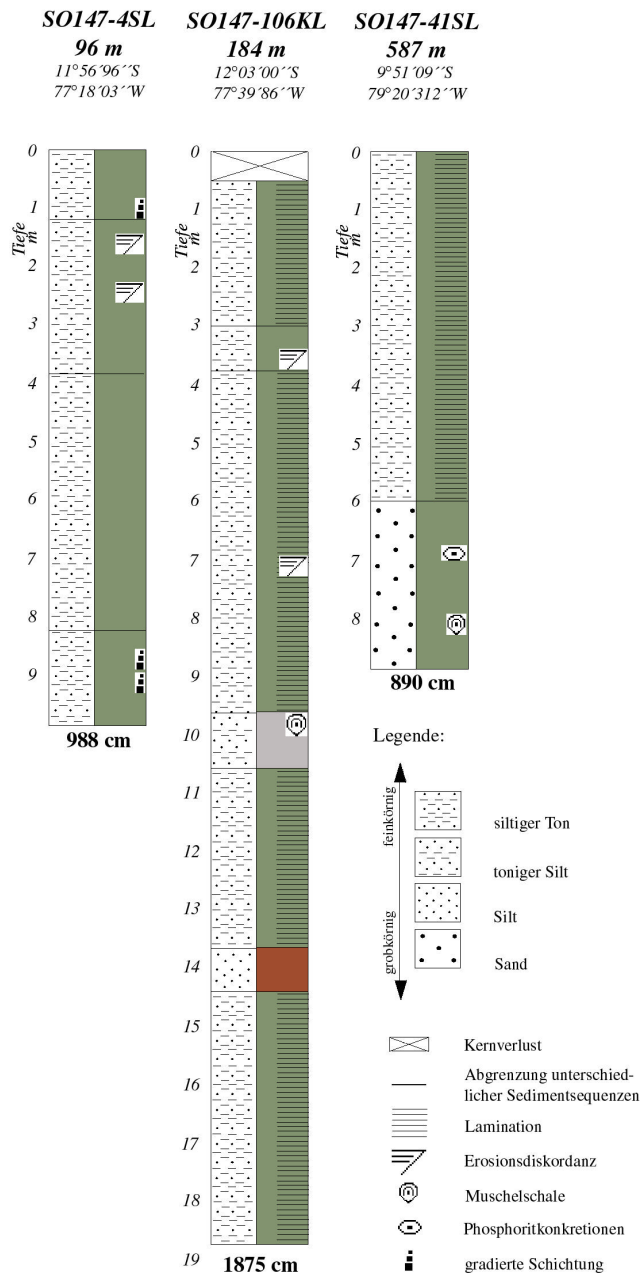 SO147-4SL
96 m
11°56´96´´S
77°18´03´´W
SO147-106KL
184 m
12°03´00´´S
77°39´86´´W
SO147-41SL
587 m
9°51´09´´S
79°20´312´´W
0
1
Tiefe
m
2
3
4
5
6
7
8
9
988 cm
0
1
Tiefe
m
2
3
4
5
6
7
8
9
10
11
12
13
14
15
16
17
18
19
1875 cm
0
1
Tiefe
m
2
3
4
5
6
7
8
890 cm
Legende:
feinkörnig
grobkörnig
siltiger Ton
toniger Silt
Silt
Sand
Kernverlust
Abgrenzung unterschied-
licher Sedimentsequenzen
Lamination
Erosionsdiskordanz
Muschelschale
Phosphoritkonkretionen
gradierte Schichtung